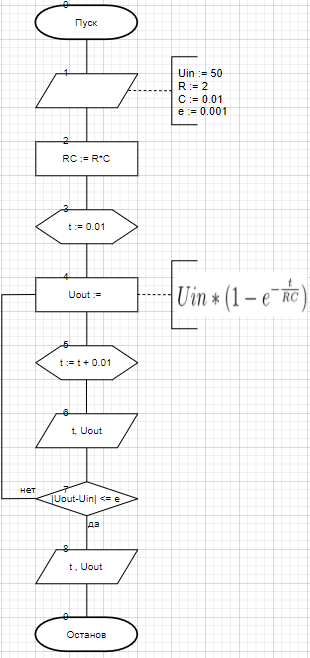 0
Пуск
1
Uin := 50
R := 2
C := 0.01
e := 0.001
2
RC := R*C
3
t := 0.01
4
Uout :=
Uin * (1 − e^{−\frac{t}{RC}})
5
t := t + 0.01
6
t, Uout
7
|Uout-Uin| <= e
нет
да
8
t , Uout
9
Останов